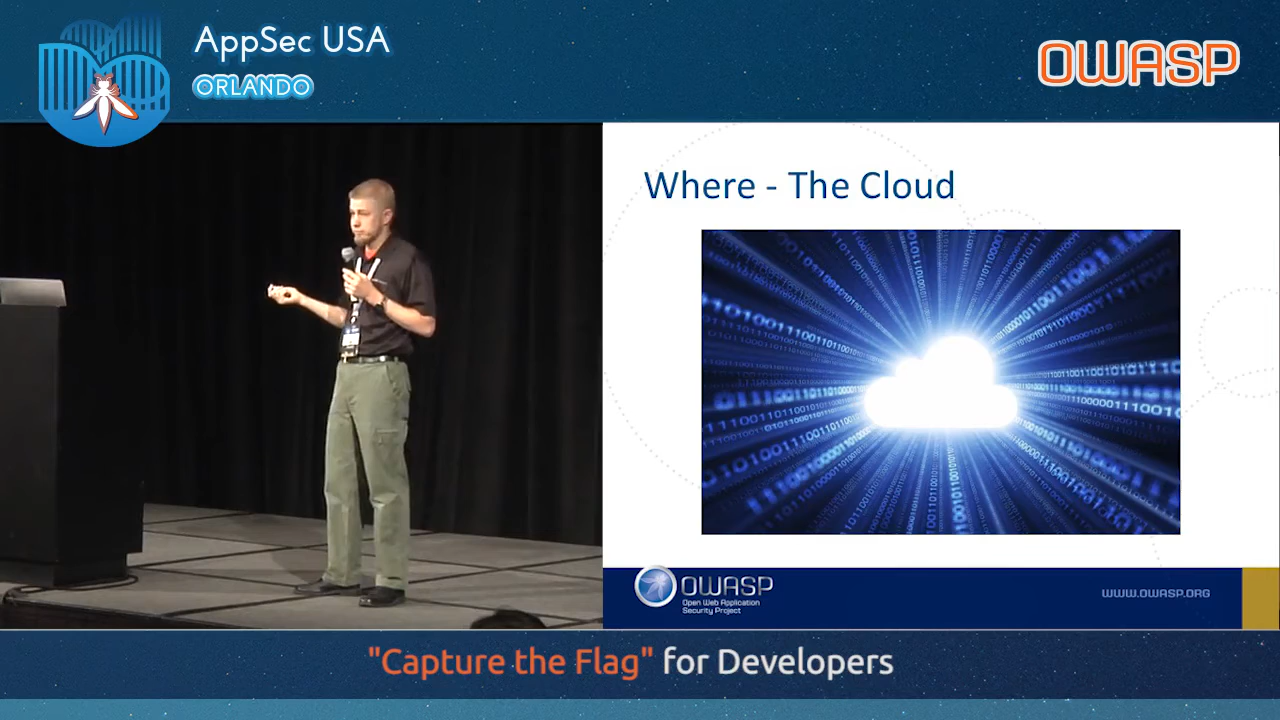 AppSec USA
ORLANDO
OWASP
Where - The Cloud
OWASP
Open Web Application
Security Project
WWW.OWASP.ORG
"Capture the Flag" for Developers